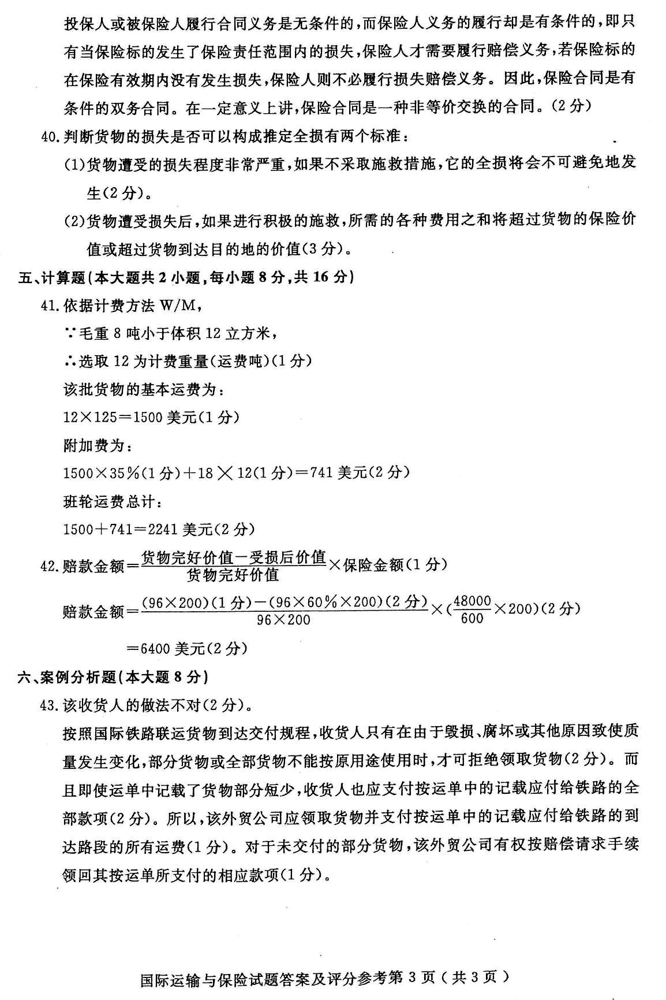 投保人或被保险人履行合同义务是无条件的,而保险人义务的履行却是有条件的,即只
有当保险标的发生了保险责任范围内的损失,保险人才需要履行赔偿义务,若保险标的
在保险有效期内没有发生损失,保险人则不必履行损失赔偿义务。因此,保险合同是有
条件的双务合同。在一定意义上讲,保险合同是一种非等价交换的合同。(2 分)
40. 判断货物的损失是否可以构成推定全损有两个标准:
(1)货物遭受的损失程度非常严重,如果不采取施救措施,它的全损将会不可避免地发
生(2 分)。
(2)货物遭受损失后,如果进行积极的施救,所需的各种费用之和将超过货物的保险价
值或超过货物到达目的地的价值(3 分)。
五、计算题(本大题共 2 小题,每小题 8 分,共 16 分)
41. 依据计费方法 W/M,
∵毛重 8 吨小于体积 12 立方米,
∴选取 12 为计费重量(运费吨)(1 分)
该批货物的基本运费为:
12×125=1500 美元(1 分)
附加费为:
1500×35%(1 分)+18×12(1 分)=741 美元(2 分)
班轮运费总计:
1500+741=2241 美元(2 分)
42. 赔款金额=货物完好价值-受损后价值/货物完好价值×保险金额(1 分)
赔款金额=(96×200)(1 分)-(96×60%×200)(2 分)/96×200×(48000/600×200)(2 分)
=6400 美元(2 分)
六、案例分析题(本大题 8 分)
43. 该收货人的做法不对(2 分)。
按照国际铁路联运货物到达交付规程,收货人只有在由于毁损、腐坏或其他原因致使质
量发生变化,部分货物或全部货物不能按原用途使用时,才可拒绝领取货物(2 分)。而
且即使运单中记载了货物部分短少,收货人也应支付按运单中的记载应付给铁路的全
部款项(2 分)。所以,该外贸公司应领取货物并支付按运单中的记载应付给铁路的到
达路段的所有运费(1 分)。对于未交付的部分货物,该外贸公司有权按赔偿请求手续
领回其按运单所支付的相应款项(1 分)。
国际运输与保险试题答案及评分参考第 3 页(共 3 页)